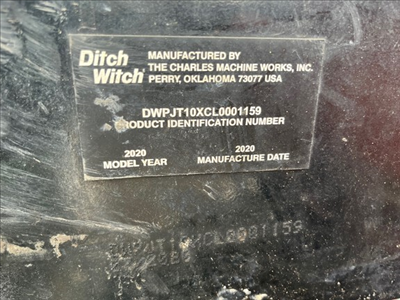 Ditch Witch
MANUFACTURED BY
THE CHARLES MACHINE WORKS, INC.
PERRY, OKLAHOMA 73077 USA
DWPJT10XCL0001159
PRODUCT IDENTIFICATION NUMBER
2020
MODEL YEAR
2020
MANUFACTURE DATE